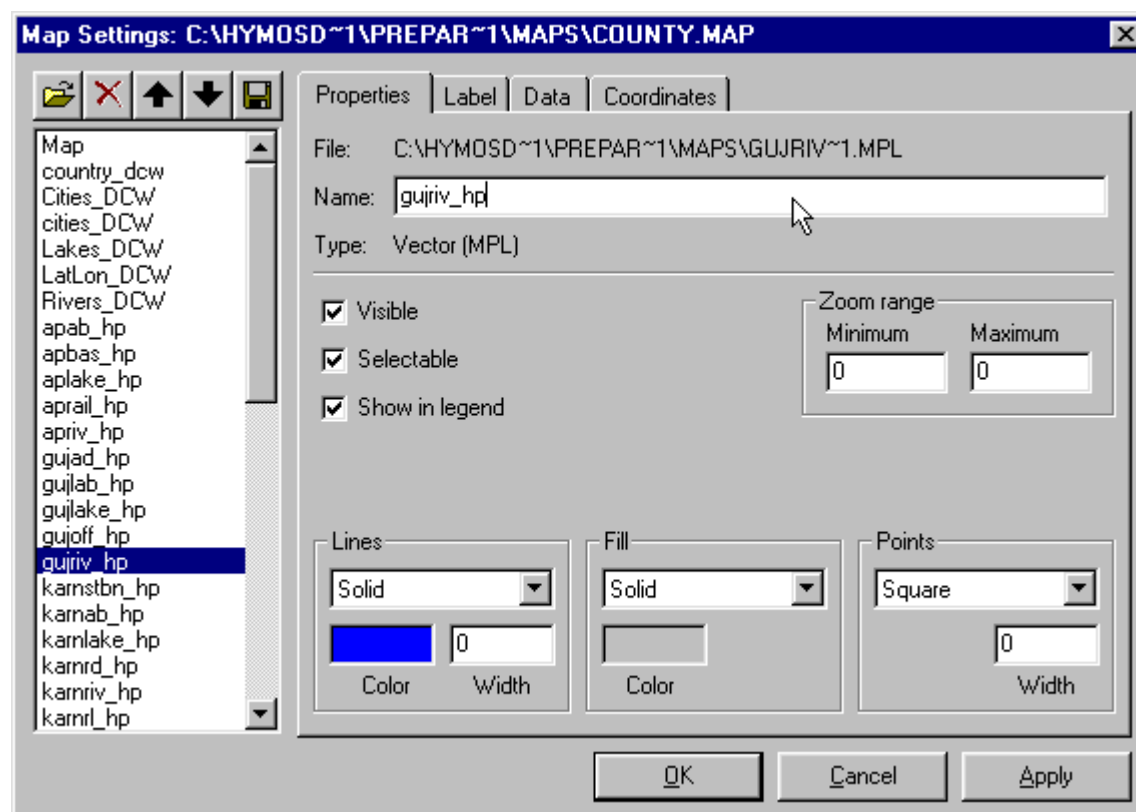 Map Settings: C:\HYMOSD~1\PREPAR~1\MAPS\COUNTY.MAP
Map
country_dcw
Cities_DCW
cities_DCW
Lakes_DCW
LatLon_DCW
Rivers_DCW
apab_hp
apbas_hp
aplake_hp
aprail_hp
apriv_hp
gujad_hp
gujlab_hp
gujlake_hp
gujoff_hp
gujriv_hp
karnstbn_hp
karnab_hp
karnlake_hp
karnrd_hp
karnriv_hp
karnrl_hp
Properties Label Data Coordinates
File: C:\HYMOSD~1\PREPAR~1\MAPS\GUJRIV~1.MPL
Name: gujriv_hp
Type: Vector (MPL)
Visible
Selectable
Show in legend
Zoom range
Minimum Maximum
0 0
Lines
Solid
0
Color Width
Fill
Solid
Color
Points
Square
0
Width
OK Cancel Apply